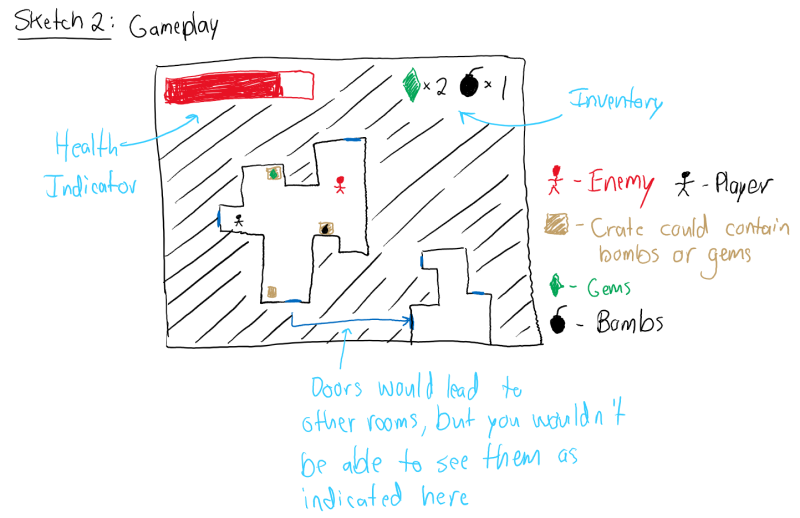 Sketch 2: Gameplay
× 2 × 1
Inventory
Health
Indicator
- Enemy - Player
- Crate could contain
bombs or gems
- Gems
- Bombs
Doors would lead to
other rooms, but you wouldn't
be able to see them as
indicated here